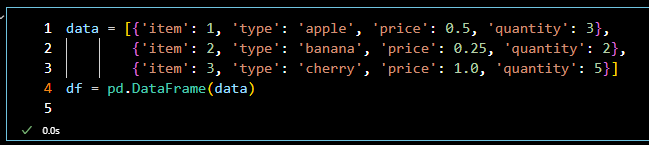 1 data = [{'item': 1, 'type': 'apple', 'price': 0.5, 'quantity': 3},
2 {'item': 2, 'type': 'banana', 'price': 0.25, 'quantity': 2},
3 {'item': 3, 'type': 'cherry', 'price': 1.0, 'quantity': 5}]
4 df = pd.DataFrame(data)
5
0.0s